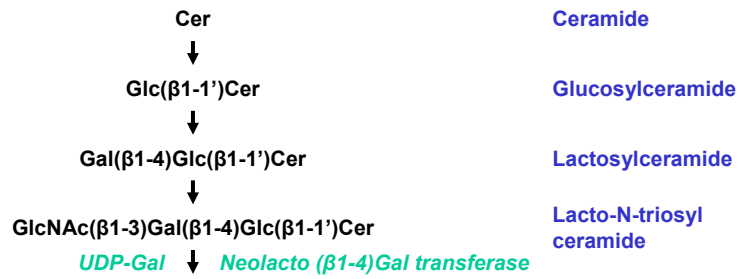 Cer Ceramide
Glc(β1-1’)Cer Glucosylceramide
Gal(β1-4)Glc(β1-1’)Cer Lactosylceramide
GlcNAc(β1-3)Gal(β1-4)Glc(β1-1’)Cer Lacto-N-triosyl
ceramide
UDP-Gal Neolacto (β1-4)Gal transferase